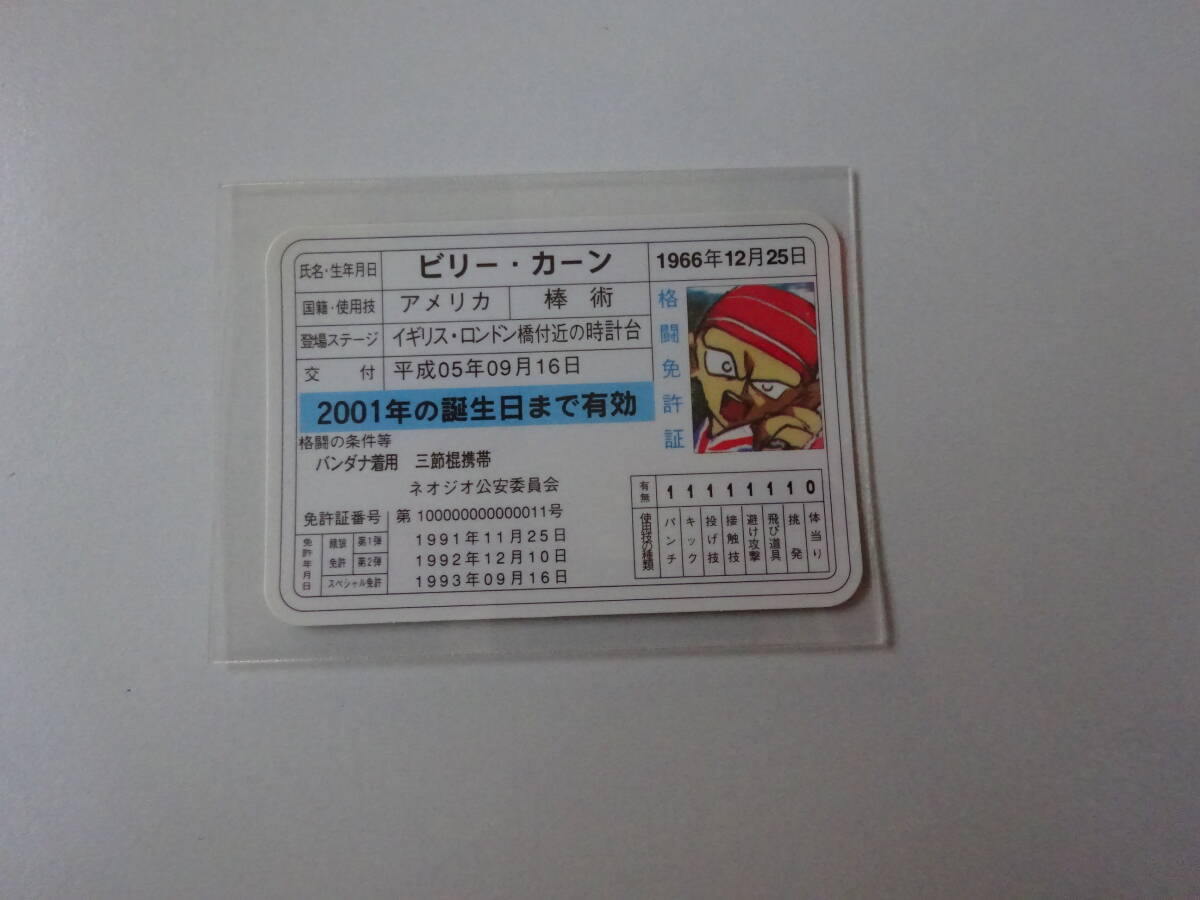 氏名・生年月日 ビリー・カーン 1966年12月25日
国籍・使用技 アメリカ 棒術
登場ステージ イギリス・ロンドン橋付近の時計台
交付 平成05年09月16日
2001年の誕生日まで有効
格闘免許証
格闘の条件等
バンダナ着用 三節棍携帯
ネオジオ公安委員会
免許証番号 第 100000000000011号
免許年月日
餓狼 第1弾 1991年11月25日
免許 第2弾 1992年12月10日
スペシャル免許 1993年09月16日
有無 1 1 1 1 1 1 1 0
使用技の種類 パンチ キック 投げ技 接触技 避け攻撃 飛び道具 挑発 体当り